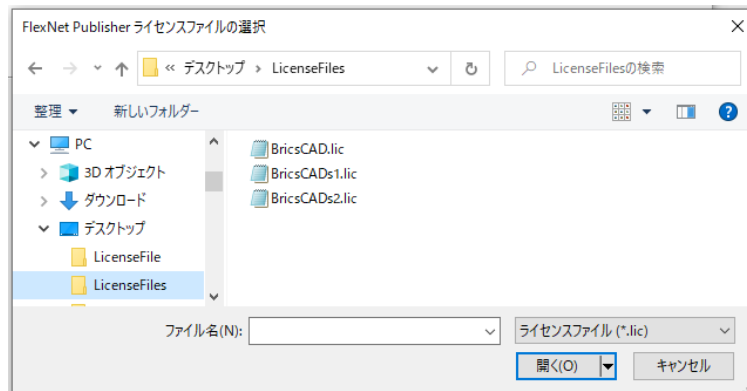 FlexNet Publisher ライセンスファイルの選択
« デスクトップ › LicenseFiles
LicenseFilesの検索
整理
新しいフォルダー
PC
3D オブジェクト
ダウンロード
デスクトップ
LicenseFile
LicenseFiles
BricsCAD.lic
BricsCADs1.lic
BricsCADs2.lic
ファイル名(N):
ライセンスファイル (*.lic)
開く(O)
キャンセル